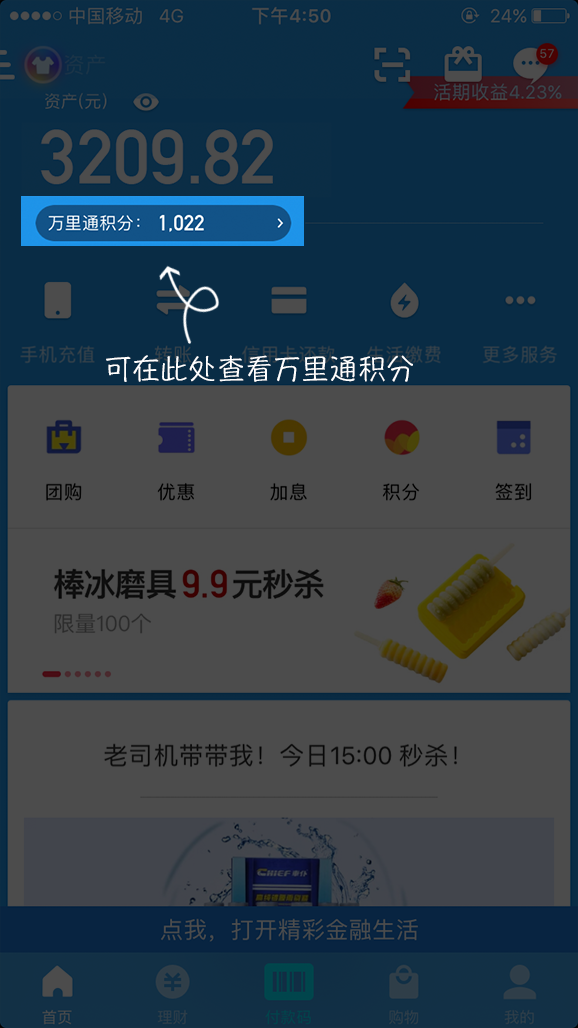 中国移动 4G 下午4:50 24%
资产
57
资产(元)
活期收益4.23%
3209.82
万里通积分： 1,022 >
手机充值 转账 信用卡还款 生活缴费 更多服务
可在此处查看万里通积分
团购 优惠 加息 积分 签到
棒冰磨具9.9元秒杀
限量100个
老司机带带我！今日15:00 秒杀！
CHIEF 車仆
点我，打开精彩金融生活
首页 理财 付款码 购物 我的